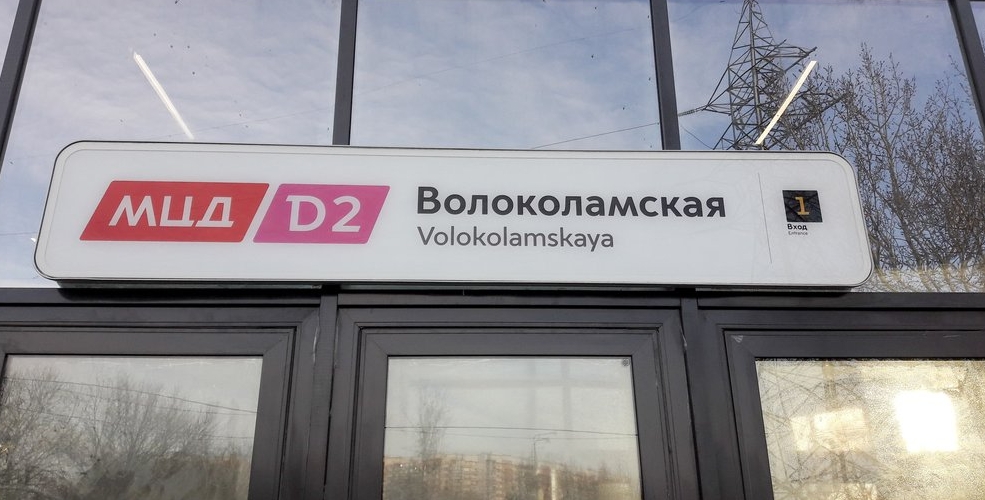 МЦД D2
Волоколамская
Volokolamskaya
1
Вход
Entrance